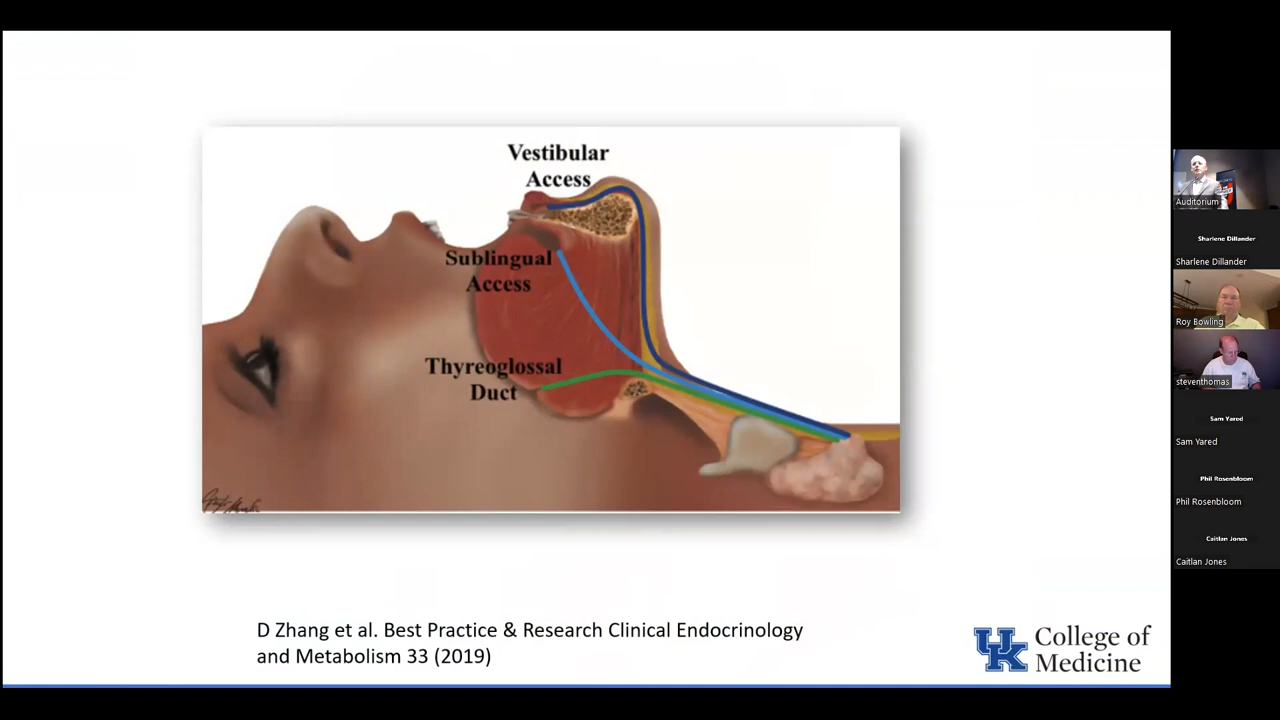 Vestibular
Access
Sublingual
Access
Thyreoglossal
Duct
D Zhang et al. Best Practice & Research Clinical Endocrinology
and Metabolism 33 (2019)
UK
College of
Medicine
Auditorium
Sharlene Dillander
Sharlene Dillander
Roy Bowling
steventhomas
Sam Yared
Sam Yared
Phil Rosenbloom
Phil Rosenbloom
Caitlan Jones
Caitlan Jones